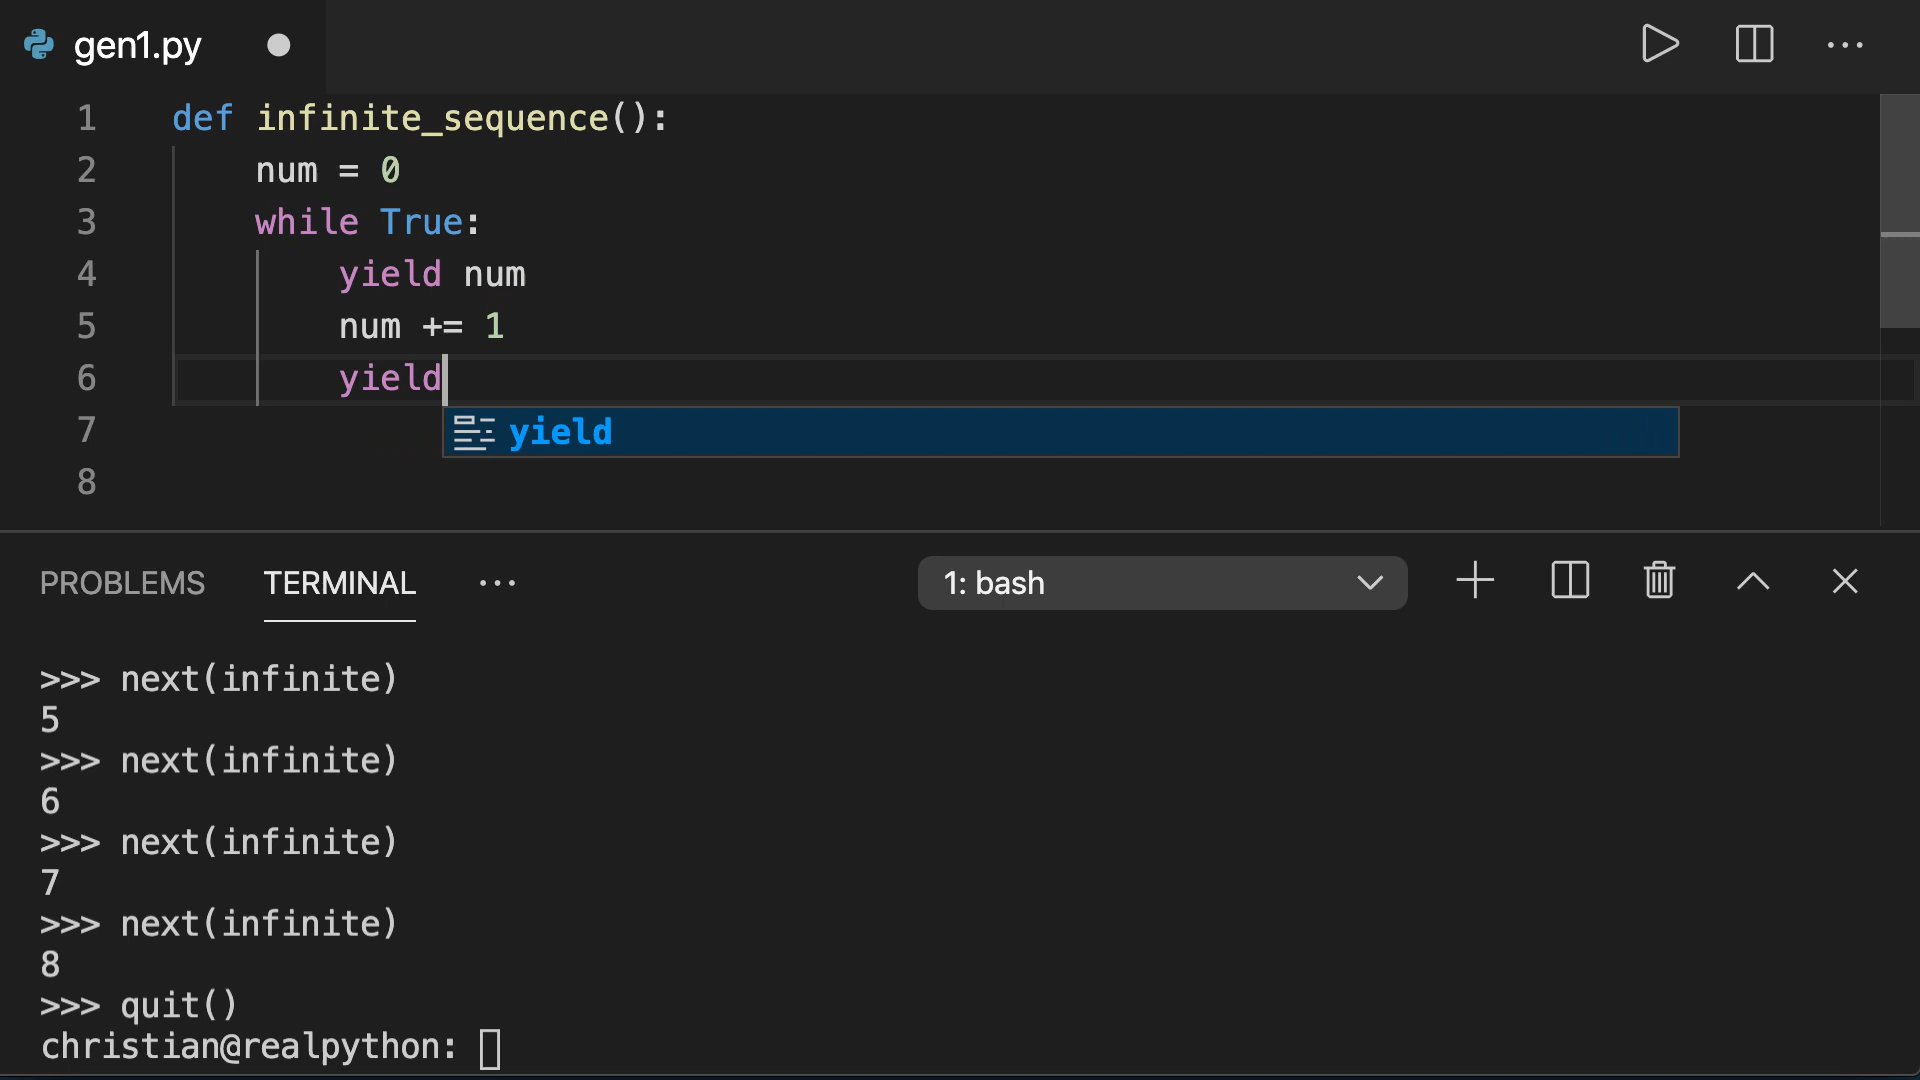 gen1.py
1 def infinite_sequence():
2 num = 0
3 while True:
4 yield num
5 num += 1
6 yield
yield
7
8
PROBLEMS TERMINAL ... 1: bash
>>> next(infinite)
5
>>> next(infinite)
6
>>> next(infinite)
7
>>> next(infinite)
8
>>> quit()
christian@realpython: